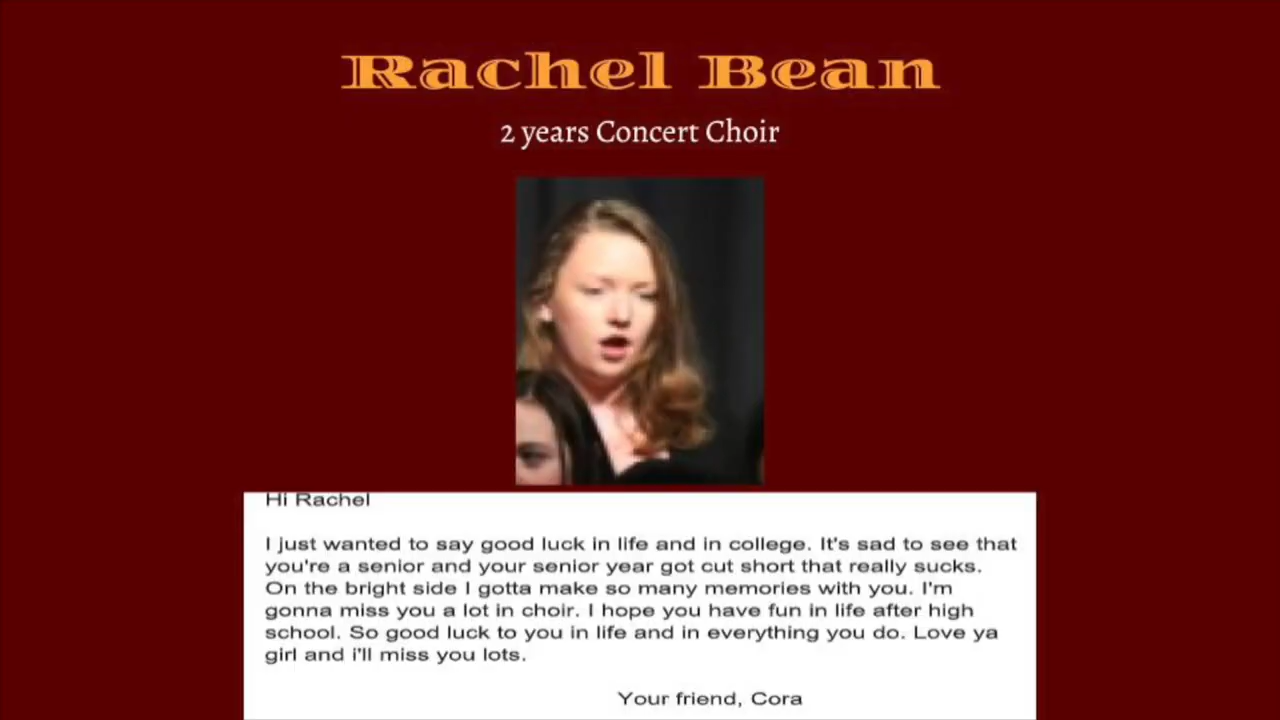 Rachel Bean
2 years Concert Choir
Hi Rachel
I just wanted to say good luck in life and in college. It's sad to see that
you're a senior and your senior year got cut short that really sucks.
On the bright side I gotta make so many memories with you. I'm
gonna miss you a lot in choir. I hope you have fun in life after high
school. So good luck to you in life and in everything you do. Love ya
girl and i'll miss you lots.
Your friend, Cora